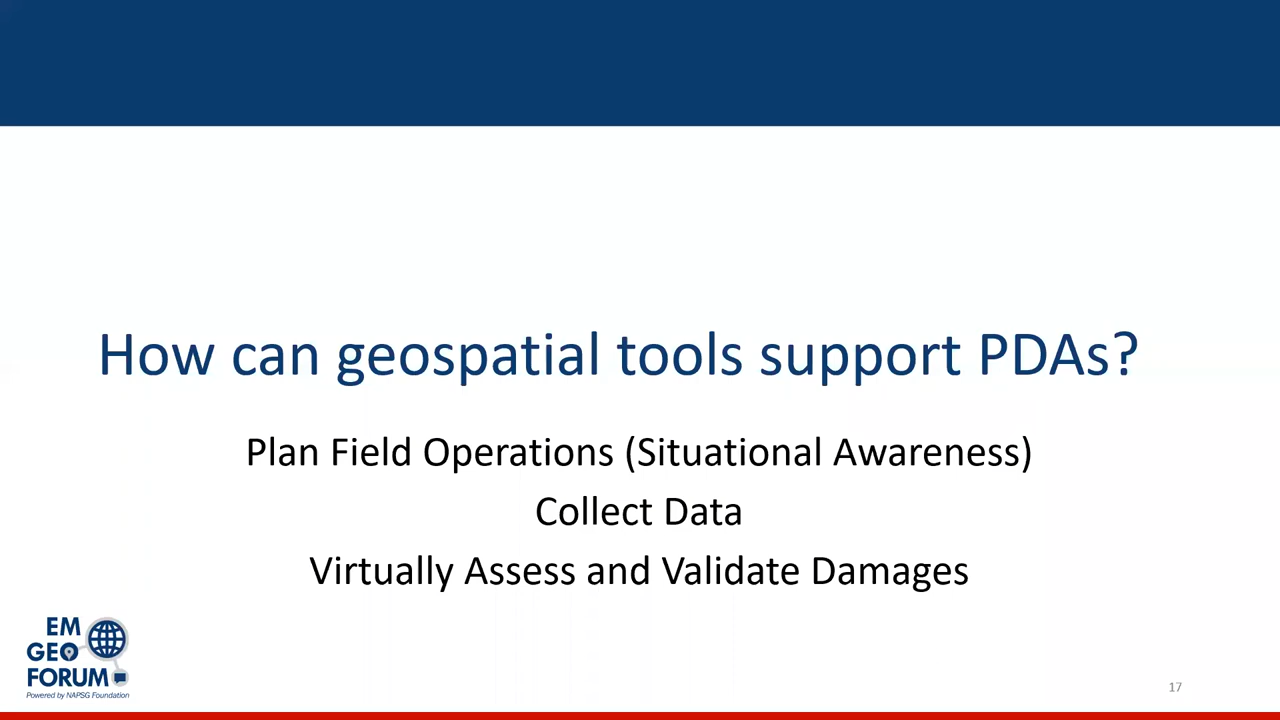 How can geospatial tools support PDAs?
Plan Field Operations (Situational Awareness)
Collect Data
Virtually Assess and Validate Damages
EM
GEO
FORUM
Powered by NAPSG Foundation
17